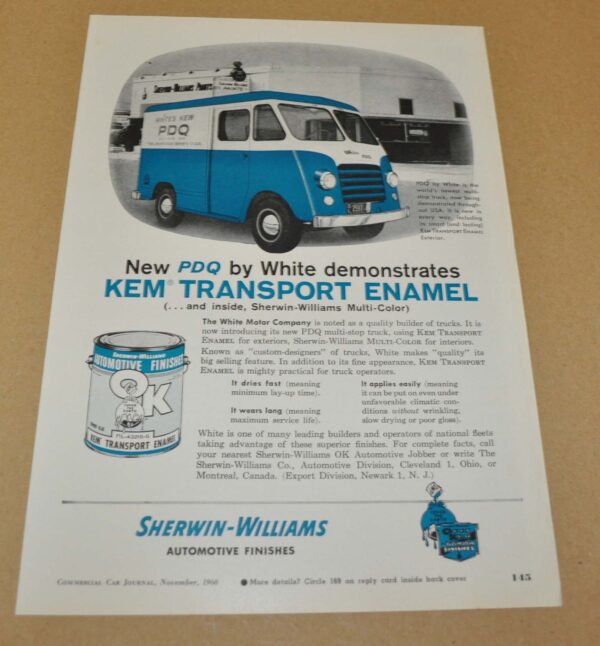 SHERWIN-WILLIAMS PAINTS
WHITE'S NEW
PDQ
White PDQ
PDQ by White is the
world's newest multi-
stop truck, now being
demonstrated through-
out USA. It is new in
every way, including
its smart (and lasting)
KEM TRANSPORT ENAMEL
Exterior.
New PDQ by White demonstrates
KEM® TRANSPORT ENAMEL
(...and inside, Sherwin-Williams Multi-Color)
The White Motor Company is noted as a quality builder of trucks. It is
now introducing its new PDQ multi-stop truck, using KEM TRANSPORT
ENAMEL for exteriors, Sherwin-Williams MULTI-COLOR for interiors.
Known as "custom-designers" of trucks, White makes "quality" its
big selling feature. In addition to its fine appearance, KEM TRANSPORT
ENAMEL is mighty practical for truck operators.
It dries fast (meaning
minimum lay-up time).
It wears long (meaning
maximum service life).
It applies easily (meaning
it can be put on even under
unfavorable climatic con-
ditions without wrinkling,
slow drying or poor gloss).
SHERWIN-WILLIAMS
AUTOMOTIVE FINISHES
OK
KEM TRANSPORT ENAMEL
White is one of many leading builders and operators of national fleets
taking advantage of these superior finishes. For complete facts, call
your nearest Sherwin-Williams OK Automotive Jobber or write The
Sherwin-Williams Co., Automotive Division, Cleveland 1, Ohio, or
Montreal, Canada. (Export Division, Newark 1, N. J.)
SHERWIN-WILLIAMS
AUTOMOTIVE FINISHES
COMMERCIAL CAR JOURNAL, November, 1960
● More details? Circle 169 on reply card inside back cover
145